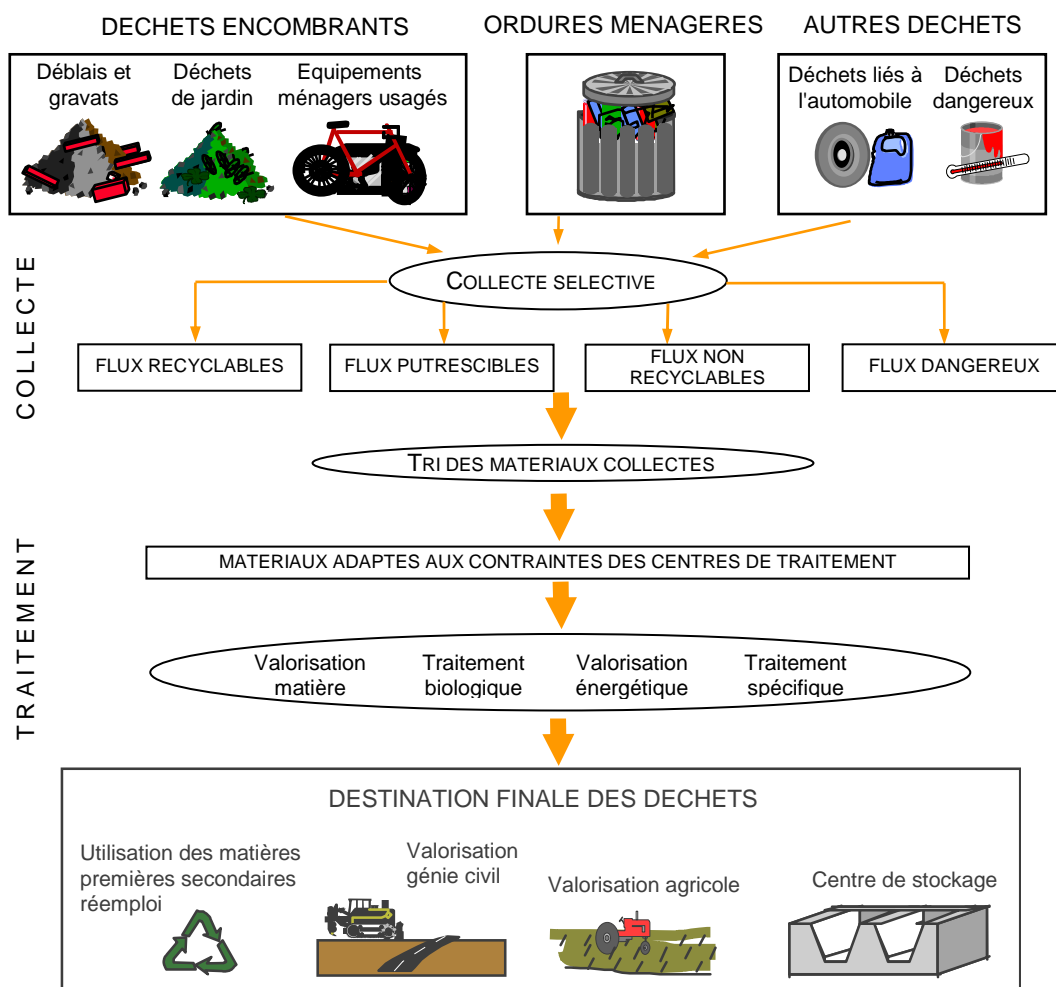 DECHETS ENCOMBRANTS
ORDURES MENAGERES
AUTRES DECHETS
Déblais et
gravats
Déchets
de jardin
Equipements
ménagers usagés
Déchets liés à
l'automobile
Déchets
dangereux
COLLECTE
COLLECTE SELECTIVE
FLUX RECYCLABLES
FLUX PUTRESCIBLES
FLUX NON
RECYCLABLES
FLUX DANGEREUX
TRI DES MATERIAUX COLLECTES
TRAITEMENT
MATERIAUX ADAPTES AUX CONTRAINTES DES CENTRES DE TRAITEMENT
Valorisation
matière
Traitement
biologique
Valorisation
énergétique
Traitement
spécifique
DESTINATION FINALE DES DECHETS
Utilisation des matières
premières secondaires
réemploi
Valorisation
génie civil
Valorisation agricole
Centre de stockage